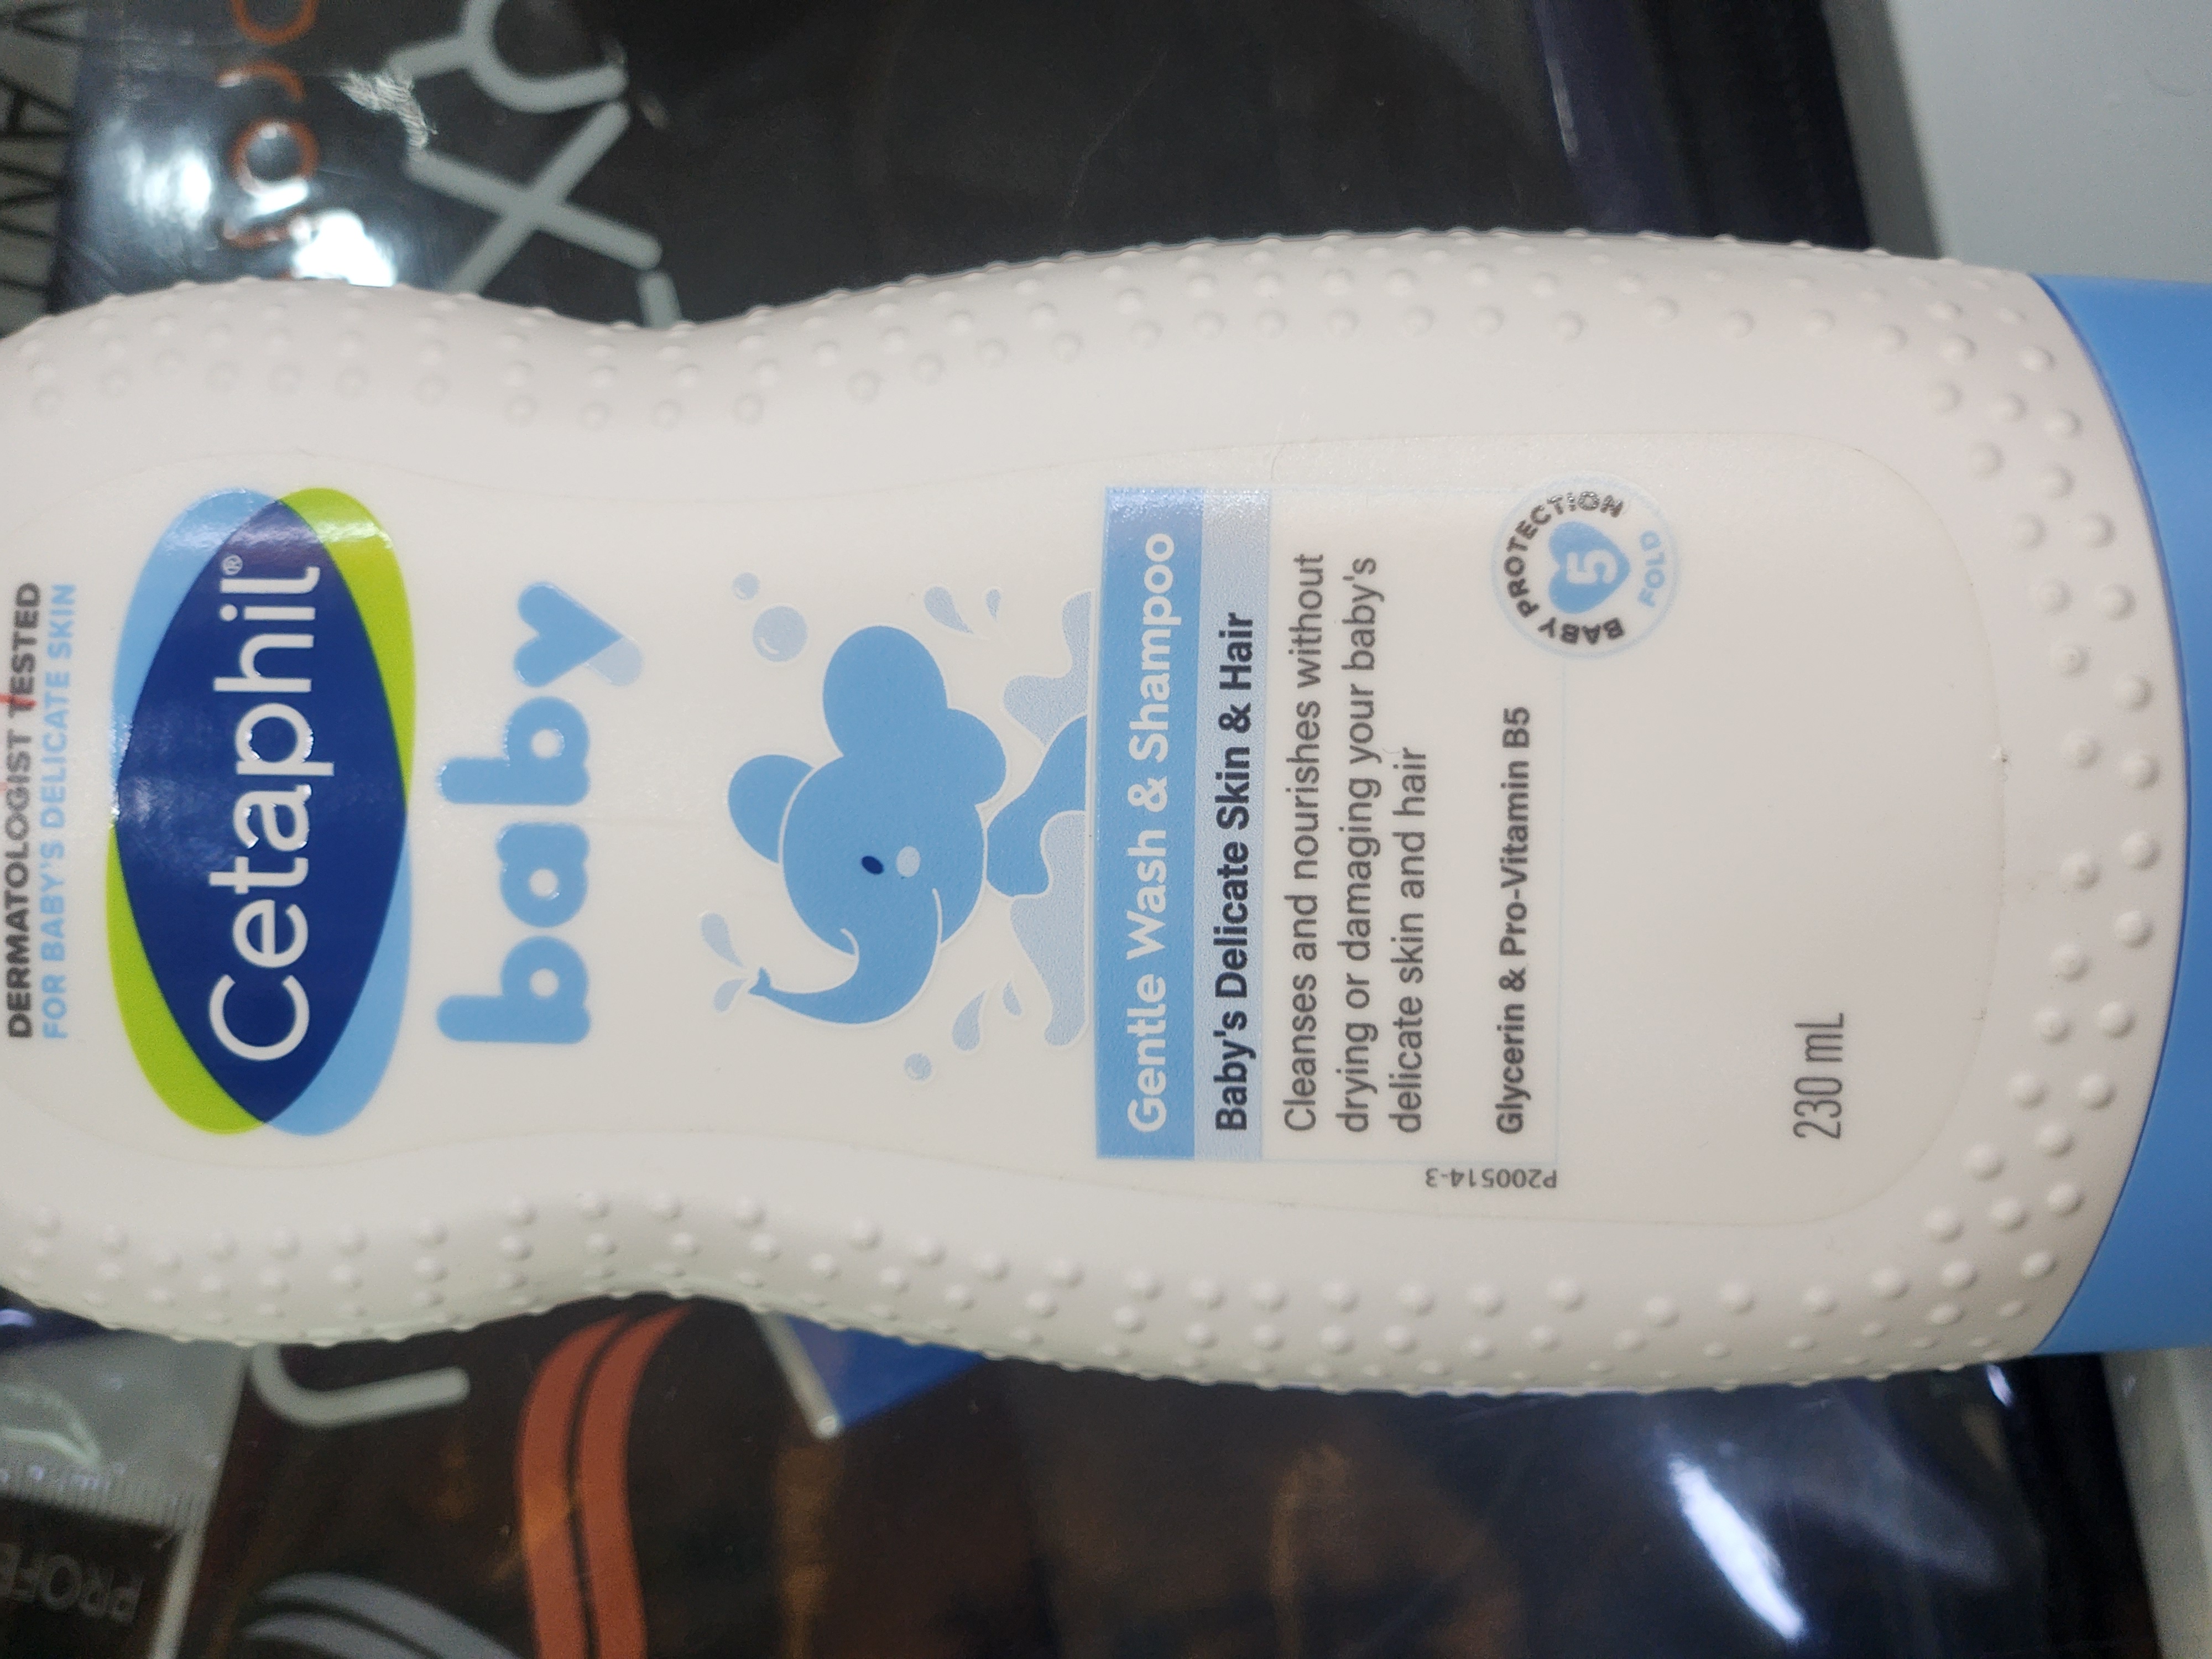 DERMATOLOGIST TESTED
FOR BABY'S DELICATE SKIN
Cetaphil®
baby
Gentle Wash & Shampoo
Baby's Delicate Skin & Hair
Cleanses and nourishes without
drying or damaging your baby's
delicate skin and hair
Glycerin & Pro-Vitamin B5
BABY PROTECTION
5
FOLD
P200514-3
230 mL